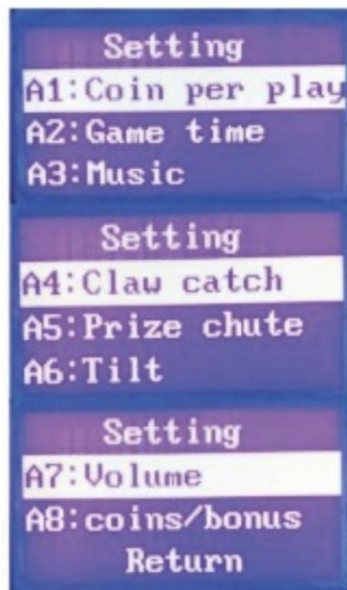 Setting
A1:Coin per play
A2:Game time
A3:Music
Setting
A4:Claw catch
A5:Prize chute
A6:Tilt
Setting
A7:Volume
A8:coins/bonus
Return